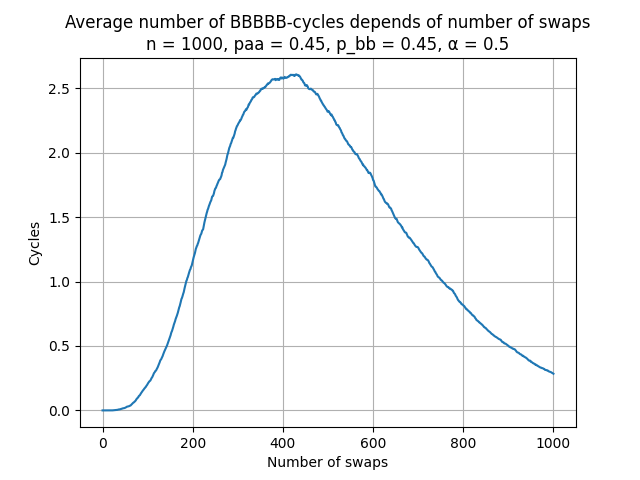 Average number of BBBBB-cycles depends of number of swaps
n = 1000, paa = 0.45, p_bb = 0.45, α = 0.5
2.5
2.0
1.5
1.0
0.5
0.0
Cycles
0 200 400 600 800 1000
Number of swaps